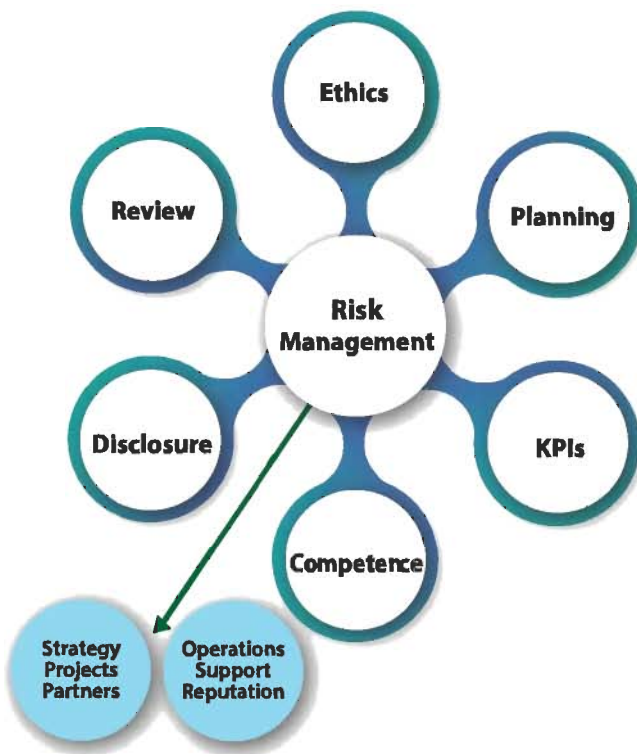 Ethics
Review
Planning
Risk
Management
Disclosure
KPIs
Competence
Strategy
Projects
Partners
Operations
Support
Reputation